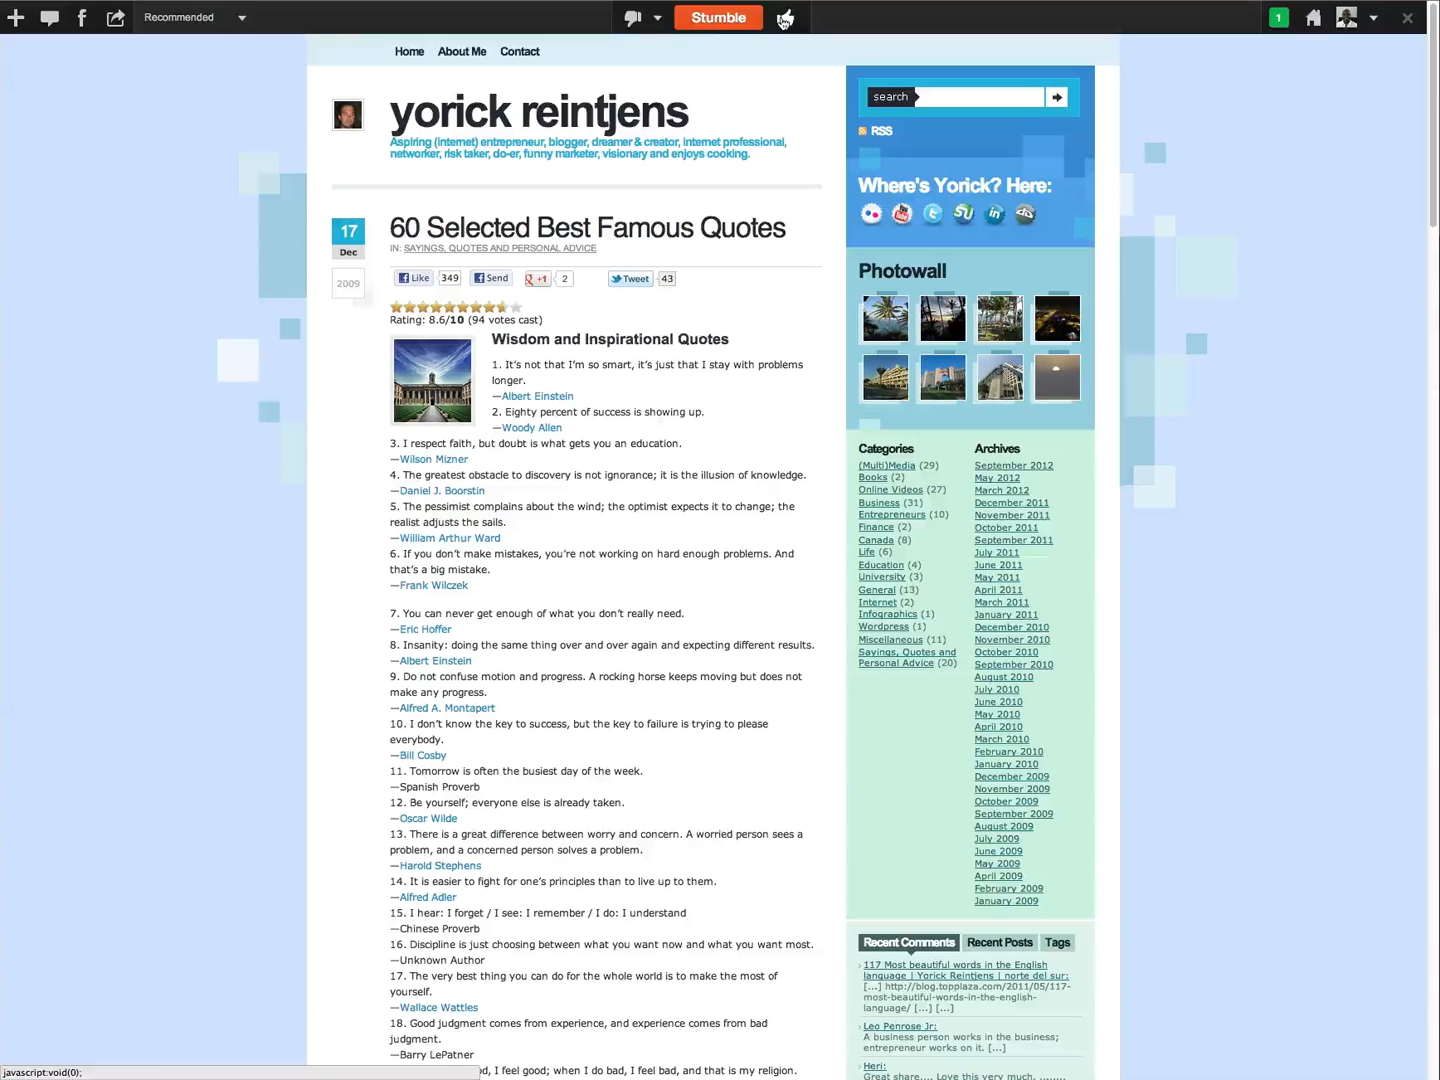 Recommended
Stumble
1
Home About Me Contact
yorick reintjens
Aspiring (internet) entrepreneur, blogger, dreamer & creator, internet professional,
networker, risk taker, do-er, funny marketer, visionary and enjoys cooking.
17
Dec
2009
60 Selected Best Famous Quotes
IN: SAYINGS, QUOTES AND PERSONAL ADVICE
Like 349 Send +1 2 Tweet 43
Rating: 8.6/10 (94 votes cast)
Wisdom and Inspirational Quotes
1. It’s not that I’m so smart, it’s just that I stay with problems
longer.
—Albert Einstein
2. Eighty percent of success is showing up.
—Woody Allen
3. I respect faith, but doubt is what gets you an education.
—Wilson Mizner
4. The greatest obstacle to discovery is not ignorance; it is the illusion of knowledge.
—Daniel J. Boorstin
5. The pessimist complains about the wind; the optimist expects it to change; the
realist adjusts the sails.
—William Arthur Ward
6. If you don’t make mistakes, you’re not working on hard enough problems. And
that’s a big mistake.
—Frank Wilczek
7. You can never get enough of what you don’t really need.
—Eric Hoffer
8. Insanity: doing the same thing over and over again and expecting different results.
—Albert Einstein
9. Do not confuse motion and progress. A rocking horse keeps moving but does not
make any progress.
—Alfred A. Montapert
10. I don’t know the key to success, but the key to failure is trying to please
everybody.
—Bill Cosby
11. Tomorrow is often the busiest day of the week.
—Spanish Proverb
12. Be yourself; everyone else is already taken.
—Oscar Wilde
13. There is a great difference between worry and concern. A worried person sees a
problem, and a concerned person solves a problem.
—Harold Stephens
14. It is easier to fight for one’s principles than to live up to them.
—Alfred Adler
15. I hear: I forget / I see: I remember / I do: I understand
—Chinese Proverb
16. Discipline is just choosing between what you want now and what you want most.
—Unknown Author
17. The very best thing you can do for the whole world is to make the most of
yourself.
—Wallace Wattles
18. Good judgment comes from experience, and experience comes from bad
judgment.
—Barry LePatner
I feel good; when I do bad, I feel bad, and that is my religion.
search
RSS
Where's Yorick? Here:
Photowall
Categories
(Multi)Media (29)
Books (2)
Online Videos (27)
Business (31)
Entrepreneurs (10)
Finance (2)
Canada (8)
Life (6)
Education (4)
University (3)
General (13)
Internet (2)
Infographics (1)
Wordpress (1)
Miscellaneous (11)
Sayings, Quotes and
Personal Advice (20)
Archives
September 2012
May 2012
March 2012
December 2011
November 2011
October 2011
September 2011
July 2011
June 2011
May 2011
April 2011
March 2011
January 2011
December 2010
November 2010
October 2010
September 2010
August 2010
July 2010
June 2010
May 2010
April 2010
March 2010
February 2010
January 2010
December 2009
November 2009
October 2009
September 2009
August 2009
July 2009
June 2009
May 2009
April 2009
February 2009
January 2009
Recent Comments Recent Posts Tags
117 Most beautiful words in the English
language | Yorick Reintjens | norte del sur:
[...] http://blog.topplaza.com/2011/05/117-
most-beautiful-words-in-the-english-
language/ [...] [...]
Leo Penrose Jr:
A business person works in the business;
entrepreneur works on it. [...]
Heri:
Great share.... Love this very much. ........
javascript:void(0);